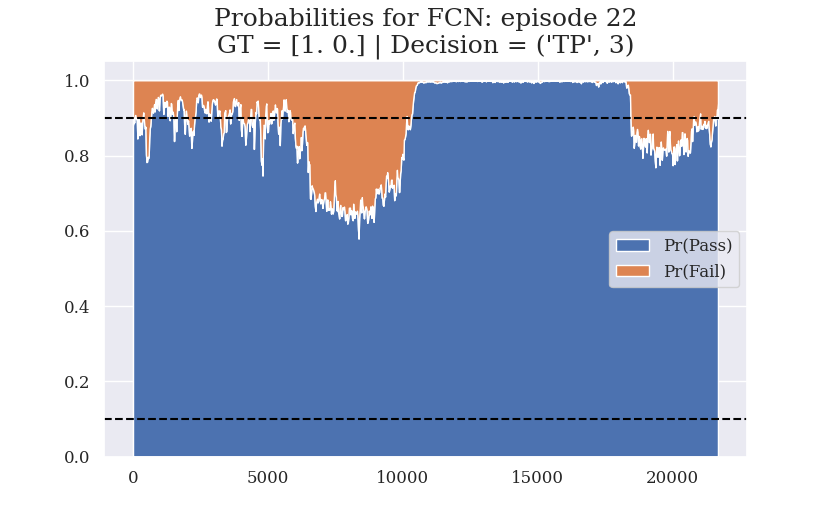 Probabilities for FCN: episode 22
GT = [1. 0.] | Decision = ('TP', 3)
1.0
0.8
0.6
0.4
0.2
0.0
Pr(Pass)
Pr(Fail)
0
5000
10000
15000
20000